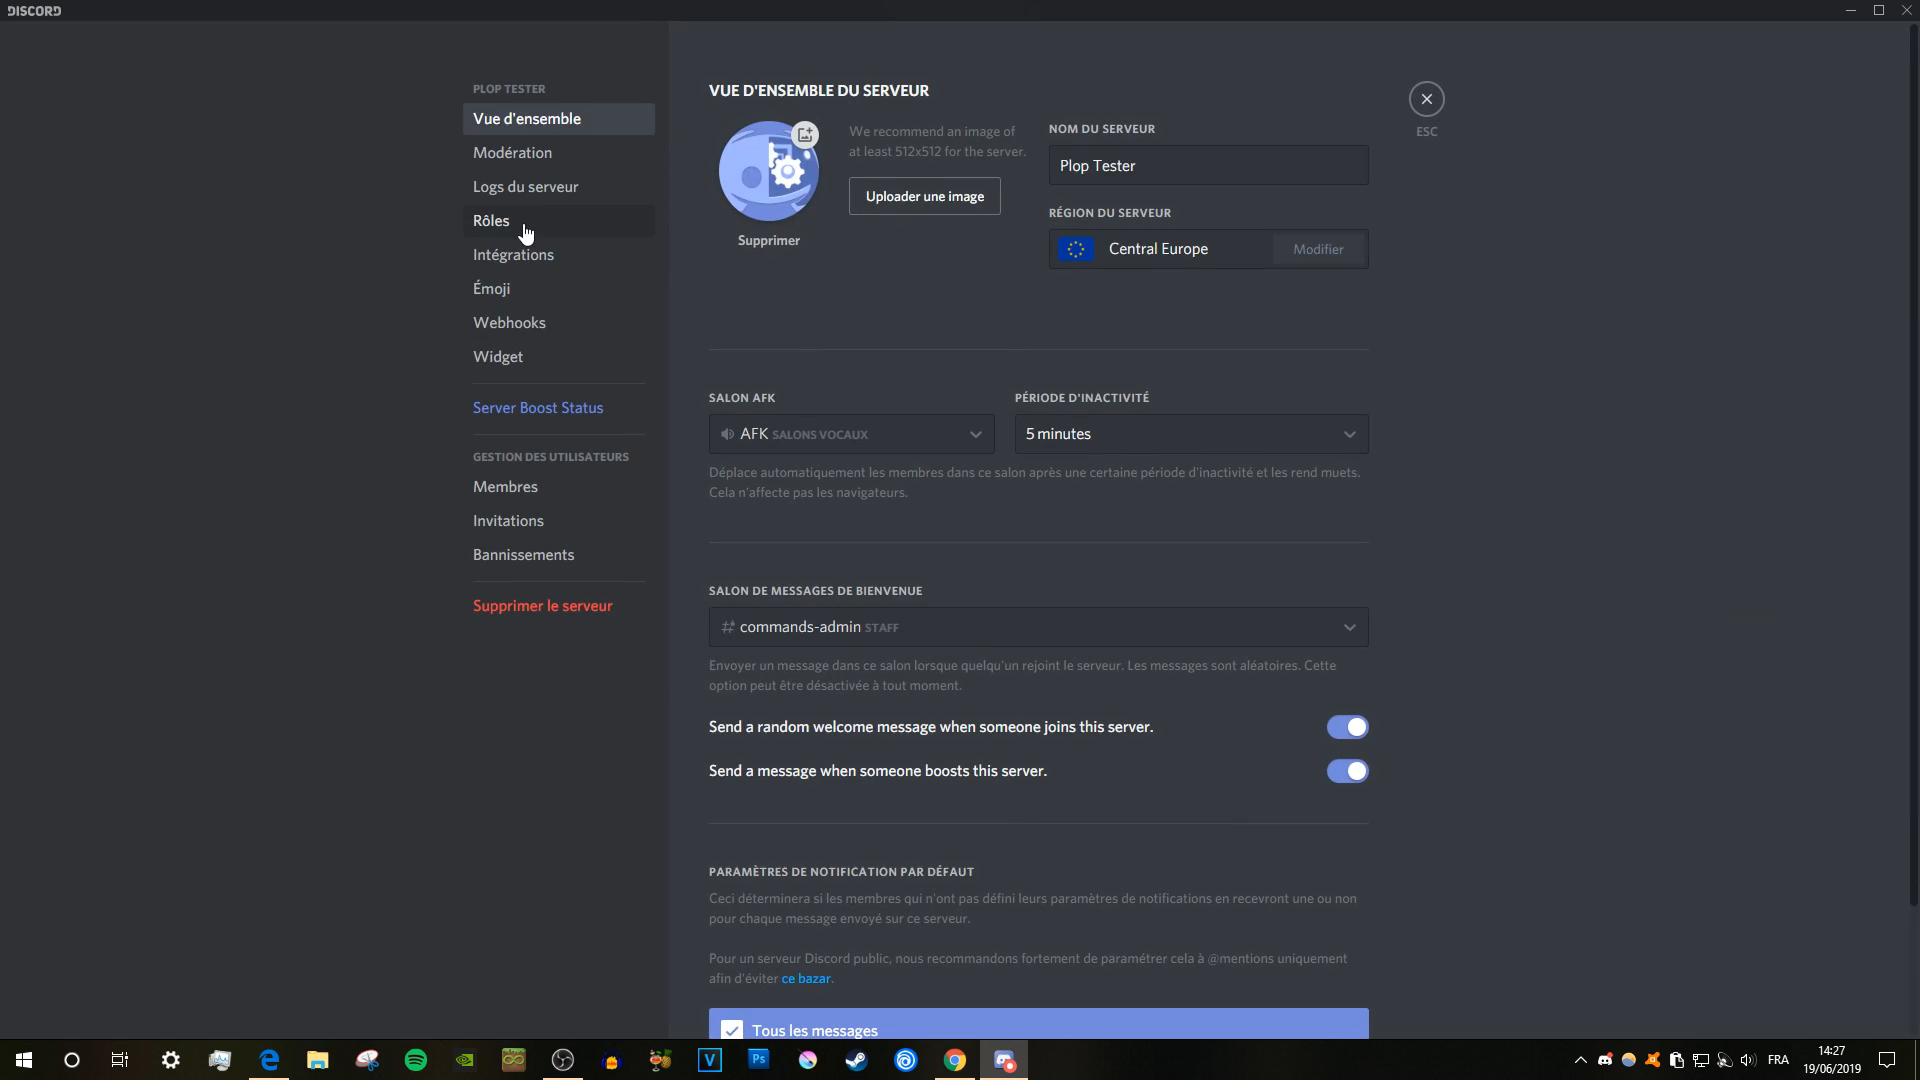 DISCORD
PLOP TESTER
Vue d'ensemble
Modération
Logs du serveur
Rôles
Intégrations
Émoji
Webhooks
Widget
Server Boost Status
GESTION DES UTILISATEURS
Membres
Invitations
Bannissements
Supprimer le serveur
VUE D'ENSEMBLE DU SERVEUR
We recommend an image of
at least 512x512 for the server.
Uploader une image
Supprimer
NOM DU SERVEUR
Plop Tester
RÉGION DU SERVEUR
Central Europe
Modifier
ESC
SALON AFK
AFK SALONS VOCAUX
PÉRIODE D'INACTIVITÉ
5 minutes
Déplace automatiquement les membres dans ce salon après une certaine période d'inactivité et les rend muets.
Cela n'affecte pas les navigateurs.
SALON DE MESSAGES DE BIENVENUE
commands-admin STAFF
Envoyer un message dans ce salon lorsque quelqu'un rejoint le serveur. Les messages sont aléatoires. Cette
option peut être désactivée à tout moment.
Send a random welcome message when someone joins this server.
Send a message when someone boosts this server.
PARAMÈTRES DE NOTIFICATION PAR DÉFAUT
Ceci déterminera si les membres qui n'ont pas défini leurs paramètres de notifications en recevront une ou non
pour chaque message envoyé sur ce serveur.
Pour un serveur Discord public, nous recommandons fortement de paramétrer cela à @mentions uniquement
afin d'éviter ce bazar.
Tous les messages
V
Ps
FRA
14:27
19/06/2019